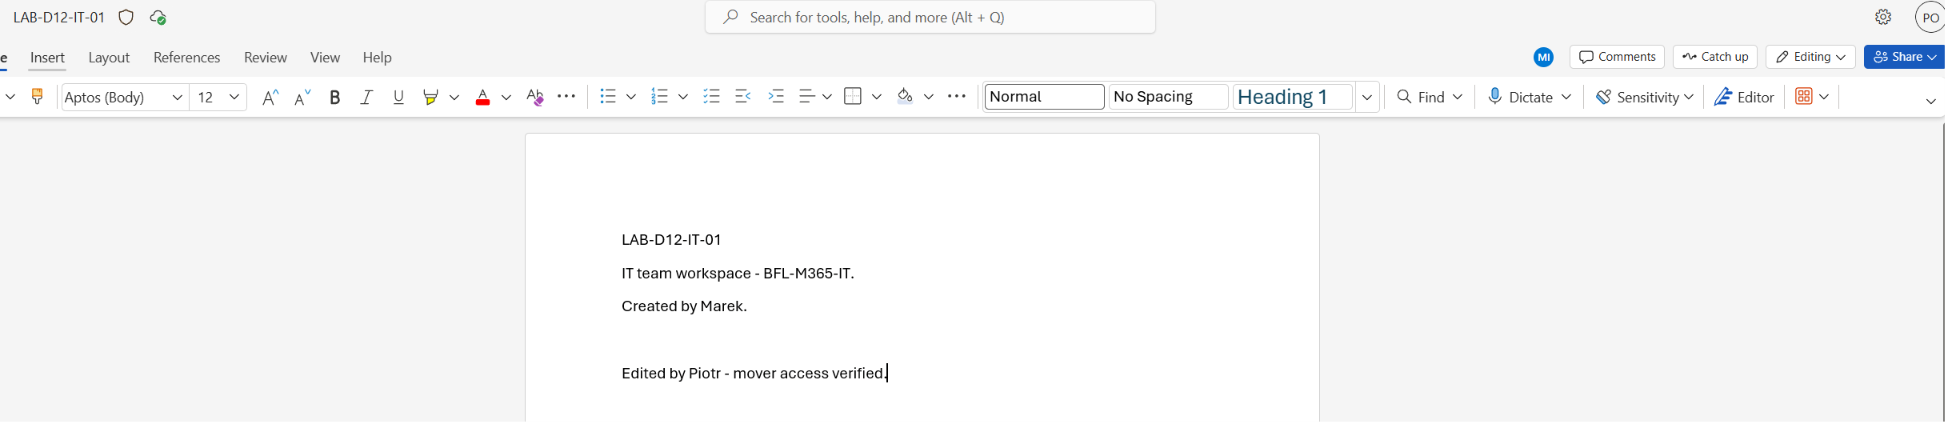 LAB-D12-IT-01
Search for tools, help, and more (Alt + Q)
PO
e Insert Layout References Review View Help
MI Comments Catch up Editing Share
Aptos (Body) 12 A A B I U A Ab Normal No Spacing Heading 1 Find Dictate Sensitivity Editor
LAB-D12-IT-01
IT team workspace - BFL-M365-IT.
Created by Marek.
Edited by Piotr - mover access verified.